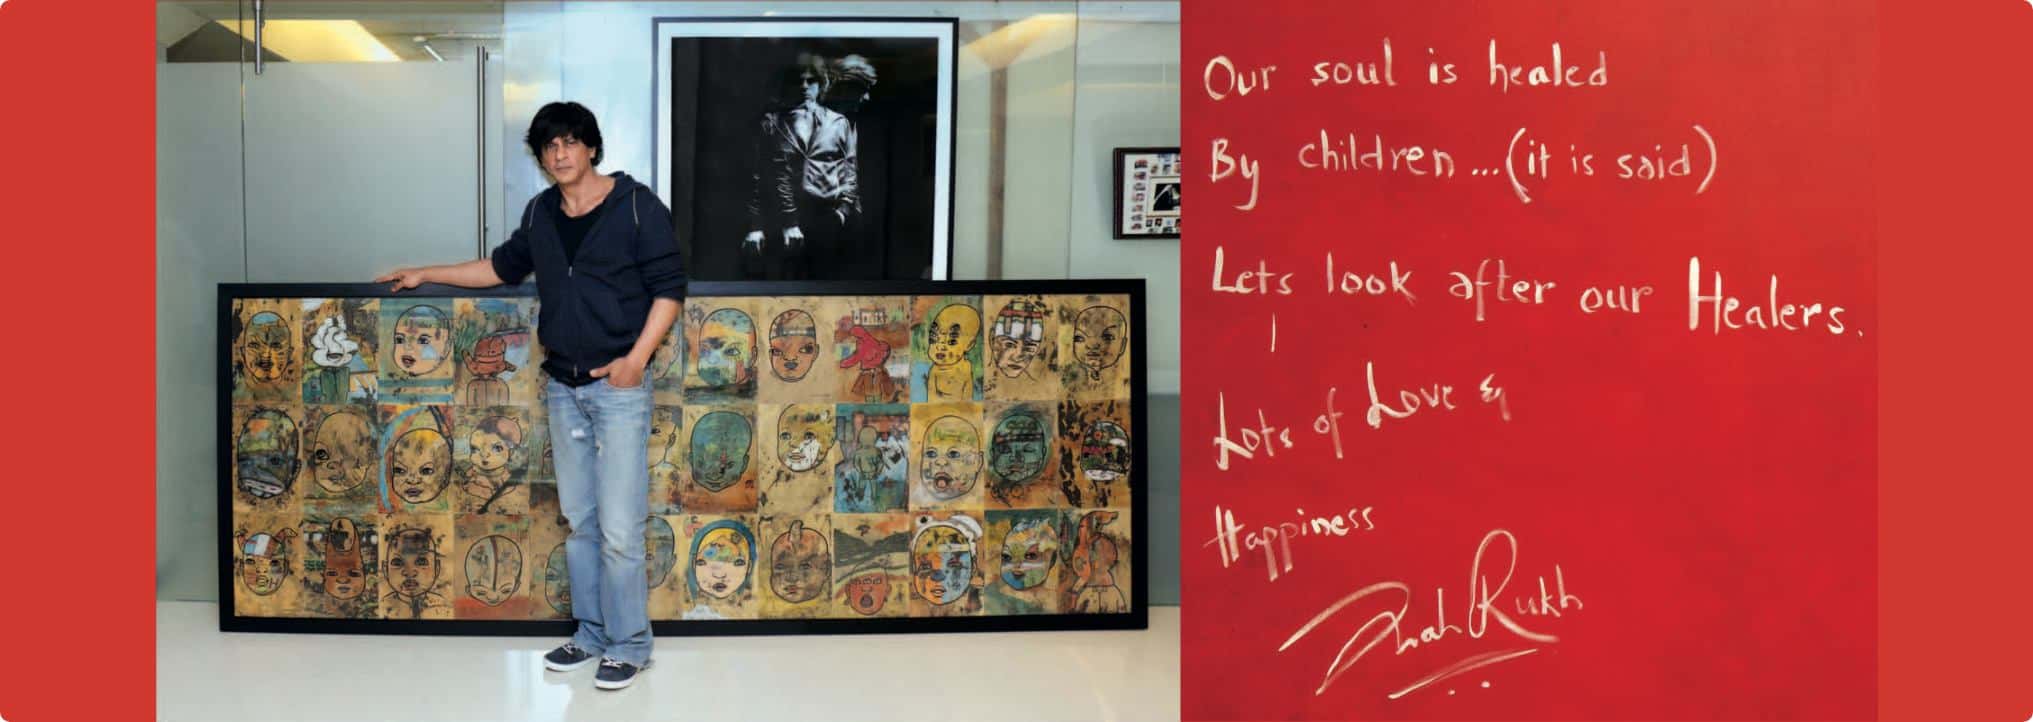 Our soul is healed
By children...(it is said)
Lets look after our Healers.
Lots of Love &
Happiness
Shah Rukh